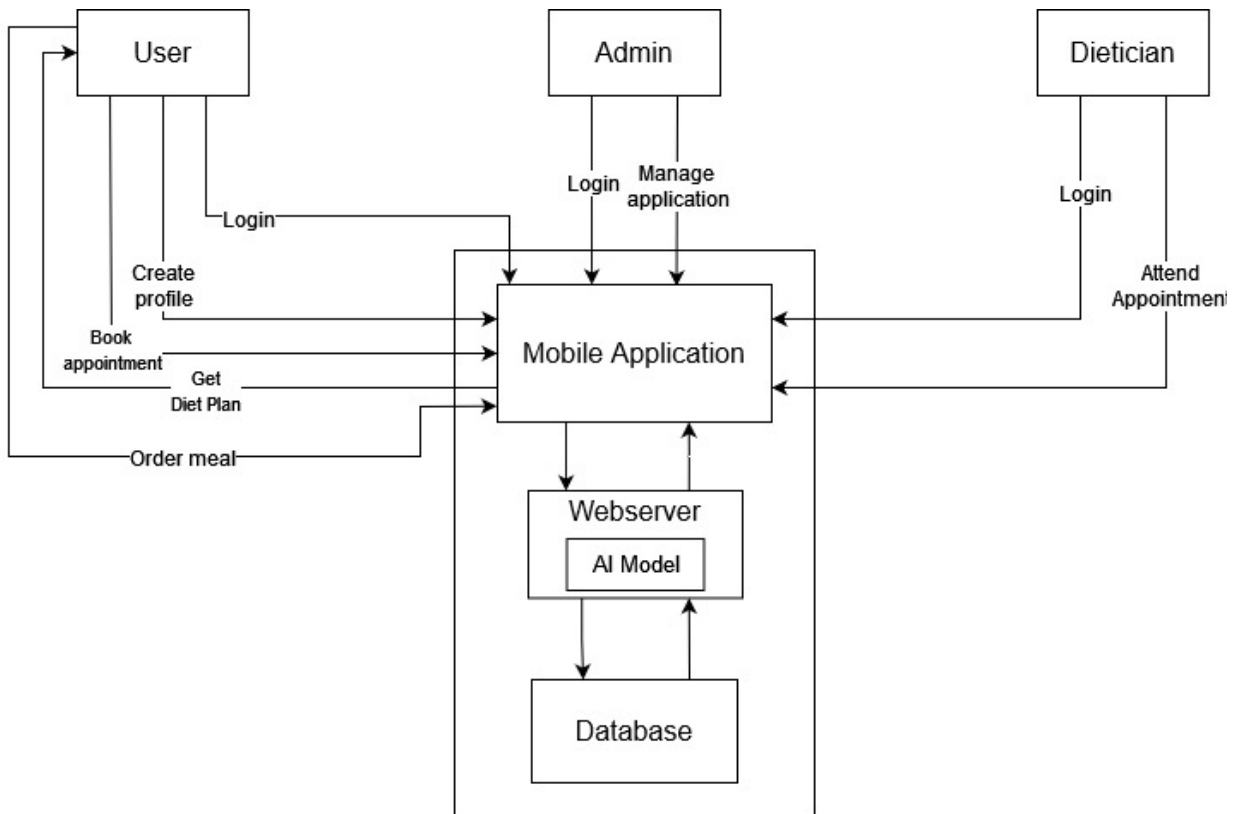 User
Admin
Dietician
Login
Manage
application
Login
Login
Create
profile
Attend
Appointment
Book
appointment
Mobile Application
Get
Diet Plan
Order meal
Webserver
AI Model
Database